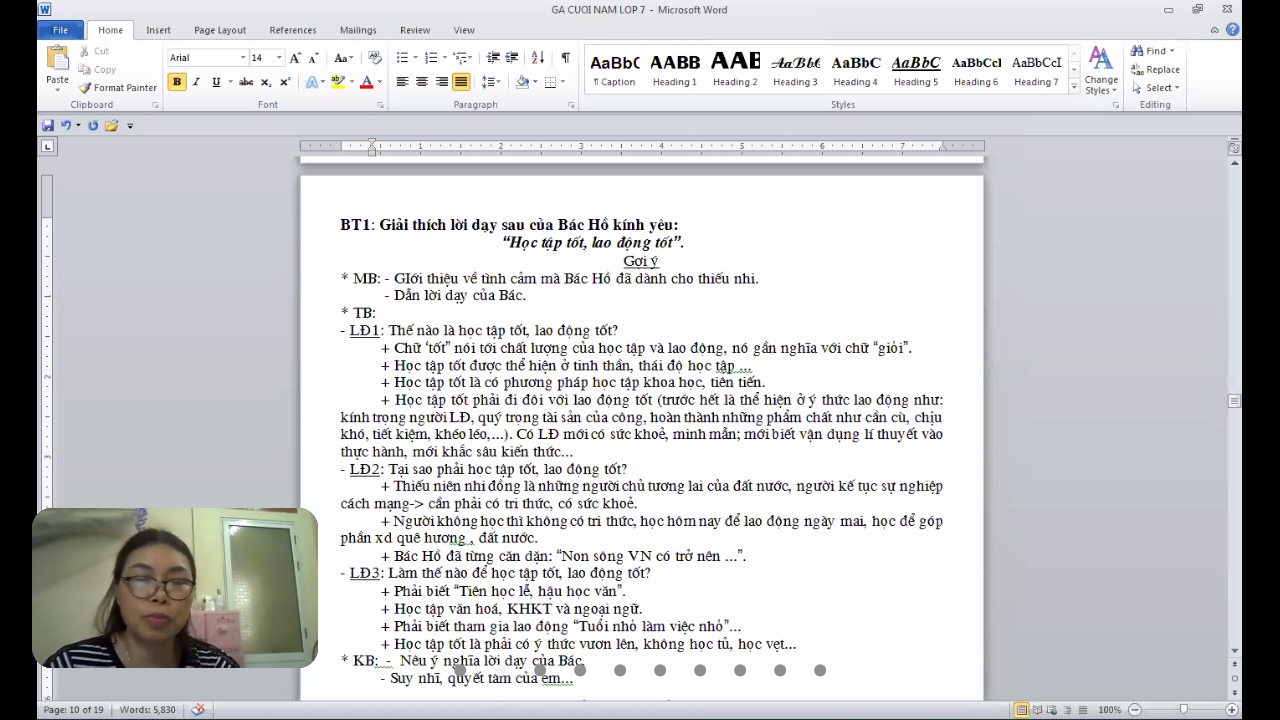 GA CUOI NAM LOP 7 - Microsoft Word
File Home Insert Page Layout References Mailings Review View
Paste Cut Copy Format Painter Clipboard
Arial 14 Font
Paragraph
AaBbC ¶ Caption AABB Heading 1 AAB Heading 2 AaBbC Heading 3 AaBbC Heading 4 AaBbC Heading 5 AaBbCcI Heading 6 AaBbCcI Heading 7 Styles
Change Styles
Find Replace Select Editing
1 2 3 4 5 6 7
BT1: Giải thích lời dạy sau của Bác Hồ kính yêu:
“Học tập tốt, lao động tốt”.
Gợi ý
* MB: - GIới thiệu về tình cảm mà Bác Hồ đã dành cho thiếu nhi.
- Dẫn lời dạy của Bác.
* TB:
- LĐ1: Thế nào là học tập tốt, lao động tốt?
+ Chữ ‘tốt” nói tới chất lượng của học tập và lao động, nó gần nghĩa với chữ “giỏi”.
+ Học tập tốt được thể hiện ở tinh thần, thái độ học tập ...
+ Học tập tốt là có phương pháp học tập khoa học, tiên tiến.
+ Học tập tốt phải đi đội với lao động tốt (trước hết là thể hiện ở ý thức lao động như:
kính trọng người LĐ, quý trọng tài sản của công, hoàn thành những phẩm chất như cần cù, chịu
khó, tiết kiệm, khéo léo,...). Có LĐ mới có sức khoẻ, minh mẫn; mới biết vận dụng lí thuyết vào
thực hành, mới khắc sâu kiến thức...
- LĐ2: Tại sao phải học tập tốt, lao động tốt?
+ Thiếu niên nhi đồng là những người chủ tương lai của đất nước, người kế tục sự nghiệp
cách mạng-> cần phải có tri thức, có sức khoẻ.
+ Người không học thì không có tri thức, học hôm nay để lao động ngày mai, học để góp
phần xd quê hương , đất nước.
+ Bác Hồ đã từng căn dặn: “Non sông VN có trở nên ...”.
- LĐ3: Làm thế nào để học tập tốt, lao động tốt?
+ Phải biết “Tiên học lễ, hậu học văn”.
+ Học tập văn hoá, KHKT và ngoại ngữ.
+ Phải biết tham gia lao động “Tuổi nhỏ làm việc nhỏ”...
+ Học tập tốt là phải có ý thức vươn lên, không học tủ, học vẹt...
* KB: - Nêu ý nghĩa lời dạy của Bác.
- Suy nhĩ, quyết tâm của em...
Page: 10 of 19 Words: 5,830 100%